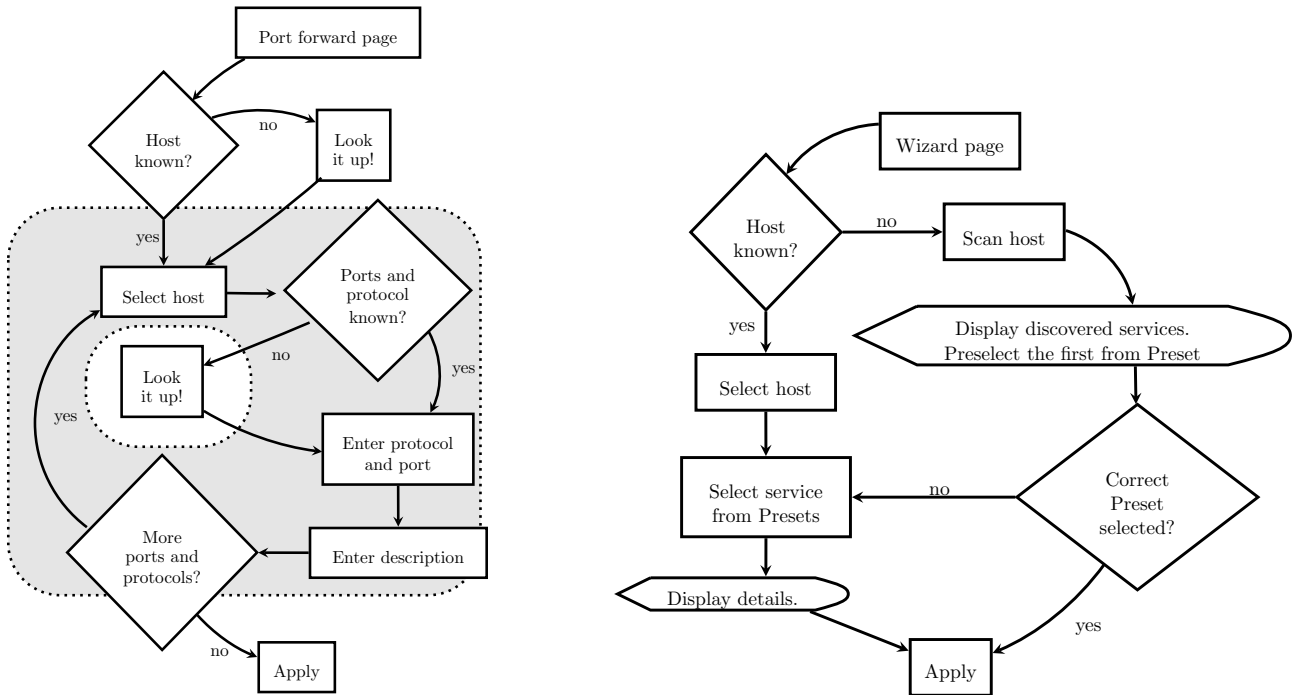 Port forward page
Host
known?
no
Look
it up!
yes
Select host
Ports and
protocol
known?
no
yes
Look
it up!
yes
Enter protocol
and port
Enter description
More
ports and
protocols?
no
Apply
Wizard page
Host
known?
no
Scan host
yes
Display discovered services.
Preselect the first from Preset
Select host
Select service
from Presets
no
Correct
Preset
selected?
Display details.
yes
Apply